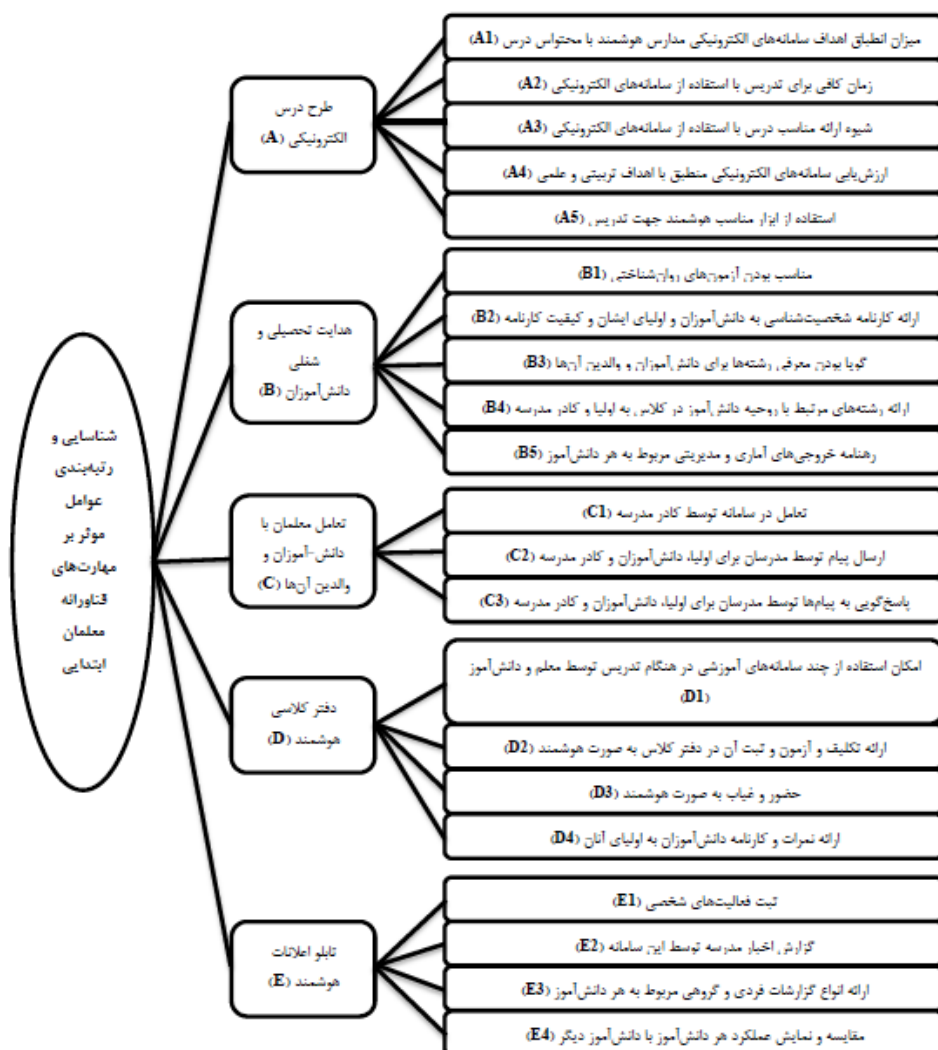 شناسایی و
رتبه‌بندی
عوامل
موثر بر
مهارت‌های
فناورانه
معلمان
ابتدایی
طرح درس
الکترونیکی (A)
میزان انطباق اهداف سامانه‌های الکترونیکی مدارس هوشمند با محتواس درس (A1)
زمان کافی برای تدریس با استفاده از سامانه‌های الکترونیکی (A2)
شیوه ارائه مناسب درس با استفاده از سامانه‌های الکترونیکی (A3)
ارزش‌یابی سامانه‌های الکترونیکی منطبق با اهداف تربیتی و علمی (A4)
استفاده از ابزار مناسب هوشمند جهت تدریس (A5)
هدایت تحصیلی و
شغلی
دانش‌آموزان (B)
مناسب بودن آزمون‌های روان‌شناختی (B1)
ارائه کارنامه شخصیت‌شناسی به دانش‌آموزان و اولیای ایشان و کیفیت کارنامه (B2)
گویا بودن معرفی رشته‌ها برای دانش‌آموزان و والدین آن‌ها (B3)
ارائه رشته‌های مرتبط با روحیه دانش‌آموز در کلاس به اولیا و کادر مدرسه (B4)
رهنامه خروجی‌های آماری و مدیریتی مربوط به هر دانش‌آموز (B5)
تعامل معلمان با
دانش-آموزان و
والدین آن‌ها (C)
تعامل در سامانه توسط کادر مدرسه (C1)
ارسال پیام توسط مدرسان برای اولیا، دانش‌آموزان و کادر مدرسه (C2)
پاسخ‌گویی به پیام‌ها توسط مدرسان برای اولیا، دانش‌آموزان و کادر مدرسه (C3)
دفتر کلاسی
هوشمند (D)
امکان استفاده از چند سامانه‌های آموزشی در هنگام تدریس توسط معلم و دانش‌آموز
(D1)
ارائه تکلیف و آزمون و ثبت آن در دفتر کلاس به صورت هوشمند (D2)
حضور و غیاب به صورت هوشمند (D3)
ارائه نمرات و کارنامه دانش‌آموزان به اولیای آنان (D4)
تابلو اعلانات
هوشمند (E)
ثبت فعالیت‌های شخصی (E1)
گزارش اخبار مدرسه توسط این سامانه (E2)
ارائه انواع گزارشات فردی و گروهی مربوط به هر دانش‌آموز (E3)
مقایسه و نمایش عملکرد هر دانش‌آموز با دانش‌آموز دیگر (E4)